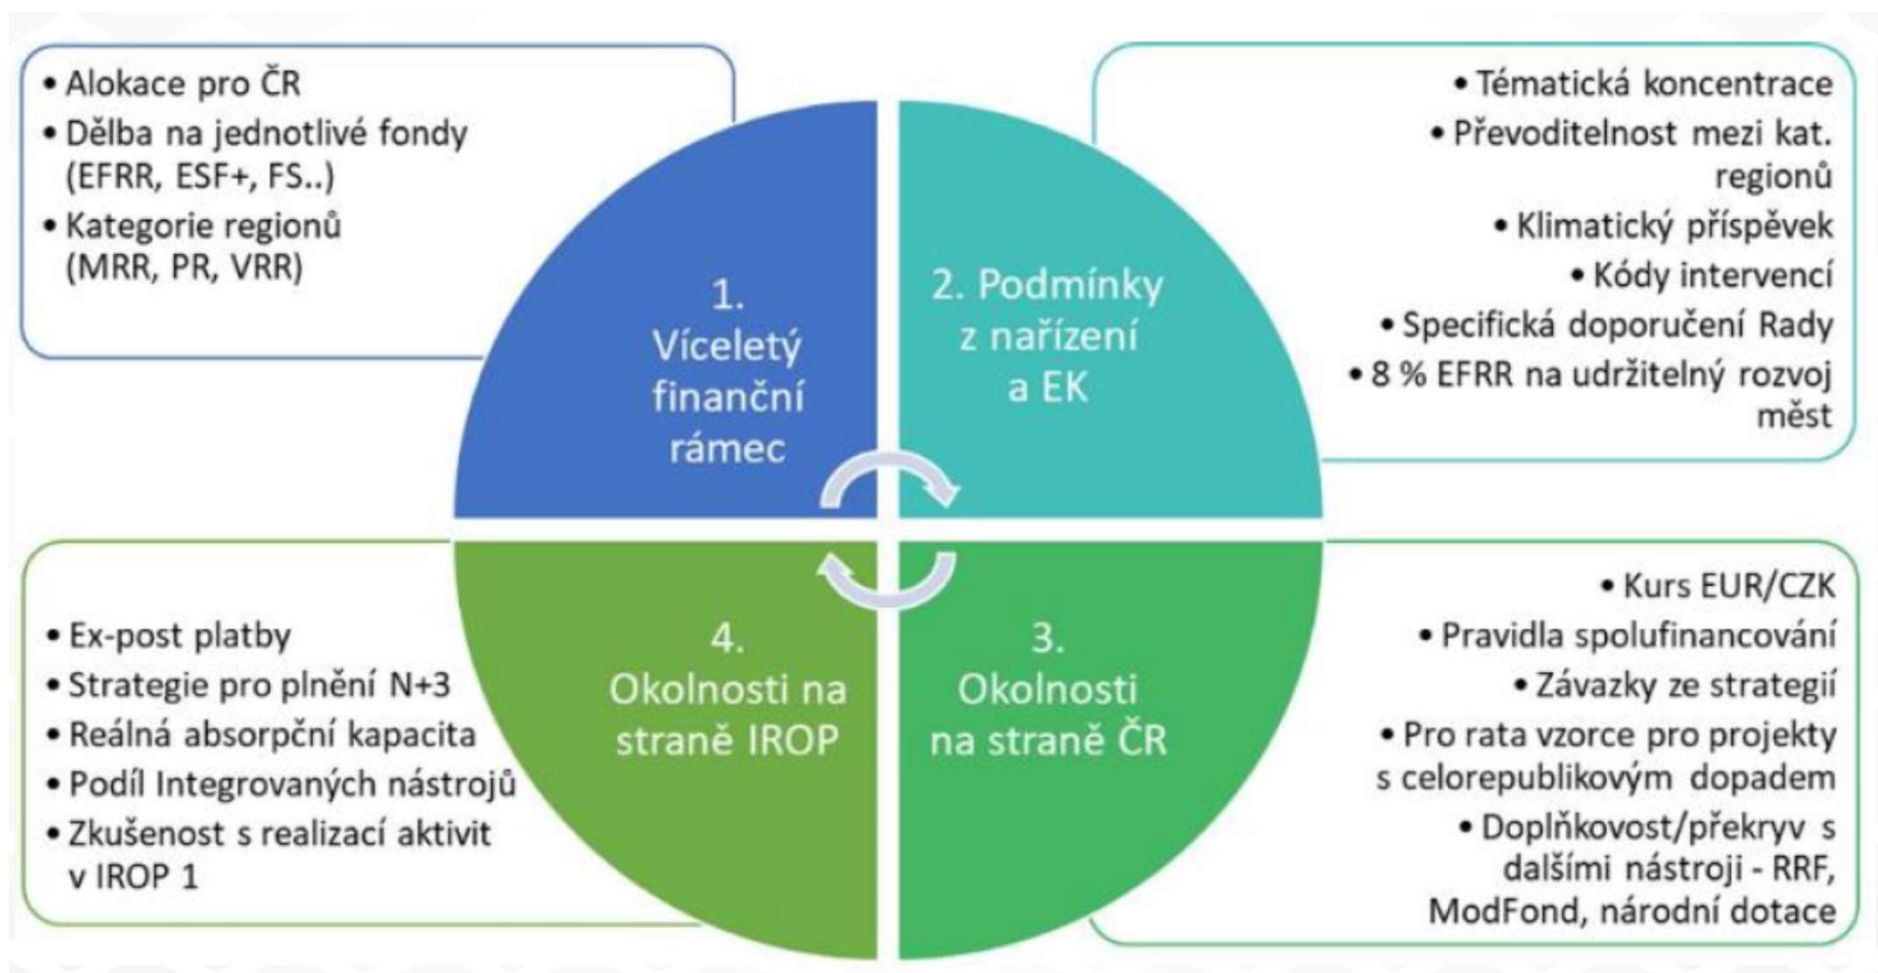 • Alokace pro ČR
• Dělba na jednotlivé fondy
(EFRR, ESF+, FS..)
• Kategorie regionů
(MRR, PR, VRR)
1.
Víceletý
finanční
rámec
2. Podmínky
z nařízení
a EK
• Tématická koncentrace
• Převoditelnost mezi kat.
regionů
• Klimatický příspěvek
• Kódy intervencí
• Specifická doporučení Rady
• 8 % EFRR na udržitelný rozvoj
měst
3.
Okolnosti
na straně ČR
• Kurs EUR/CZK
• Pravidla spolufinancování
• Závazky ze strategií
• Pro rata vzorce pro projekty
s celorepublikovým dopadem
• Doplňkovost/překryv s
dalšími nástroji - RRF,
ModFond, národní dotace
4.
Okolnosti na
straně IROP
• Ex-post platby
• Strategie pro plnění N+3
• Reálná absorpční kapacita
• Podíl Integrovaných nástrojů
• Zkušenost s realizací aktivit
v IROP 1